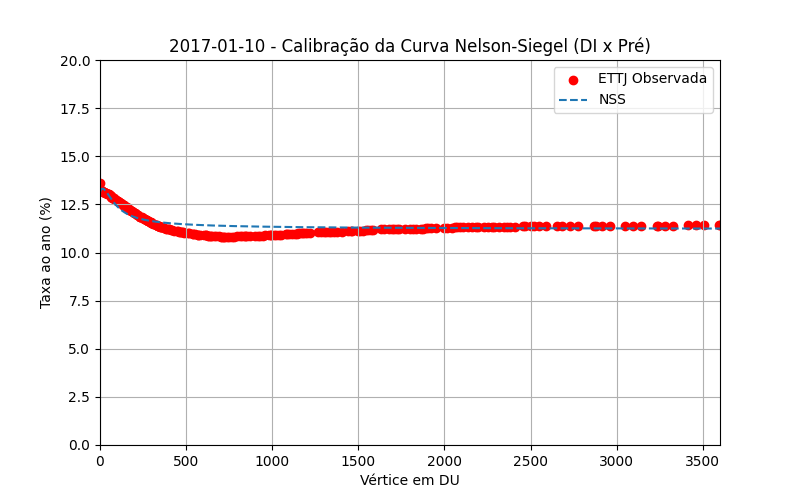 2017-01-10 - Calibração da Curva Nelson-Siegel (DI x Pré)
ETTJ Observada
NSS
Taxa ao ano (%)
20.0
17.5
15.0
12.5
10.0
7.5
5.0
2.5
0.0
0 500 1000 1500 2000 2500 3000 3500
Vértice em DU